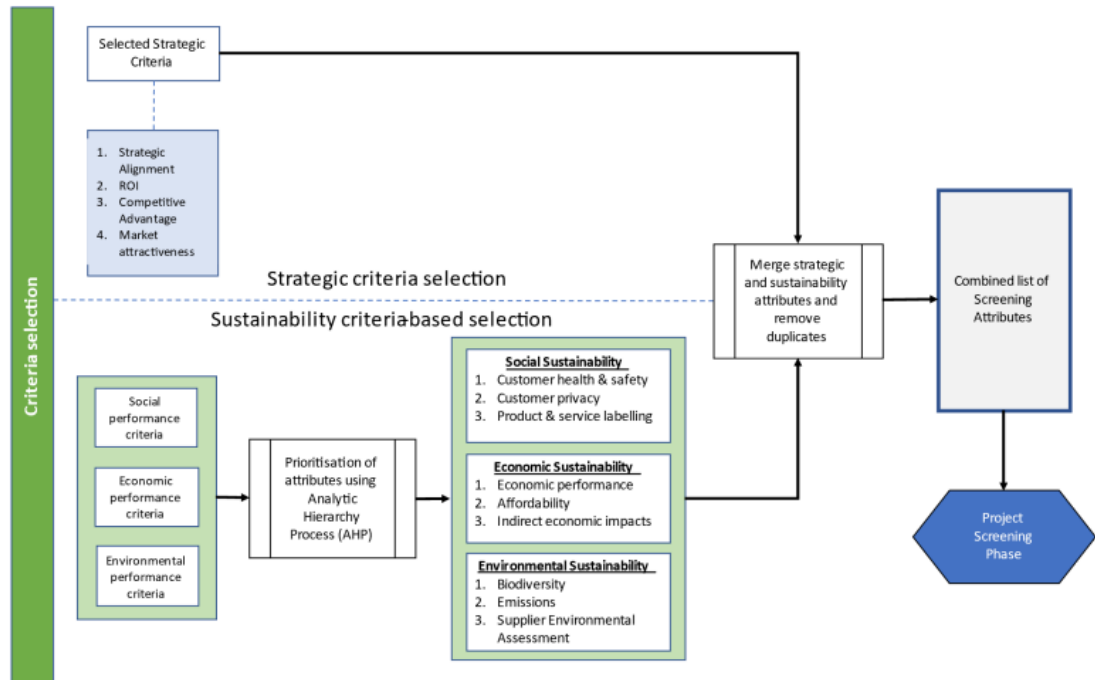 Criteria selection
Selected Strategic
Criteria
1. Strategic
Alignment
2. ROI
3. Competitive
Advantage
4. Market
attractiveness
Strategic criteria selection
Sustainability criteria-based selection
Social
performance
criteria
Economic
performance
criteria
Environmental
performance
criteria
Prioritisation of
attributes using
Analytic
Hierarchy
Process (AHP)
Social Sustainability
1. Customer health & safety
2. Customer privacy
3. Product & service labelling
Economic Sustainability
1. Economic performance
2. Affordability
3. Indirect economic impacts
Environmental Sustainability
1. Biodiversity
2. Emissions
3. Supplier Environmental
Assessment
Merge strategic
and sustainability
attributes and
remove
duplicates
Combined list of
Screening
Attributes
Project
Screening
Phase